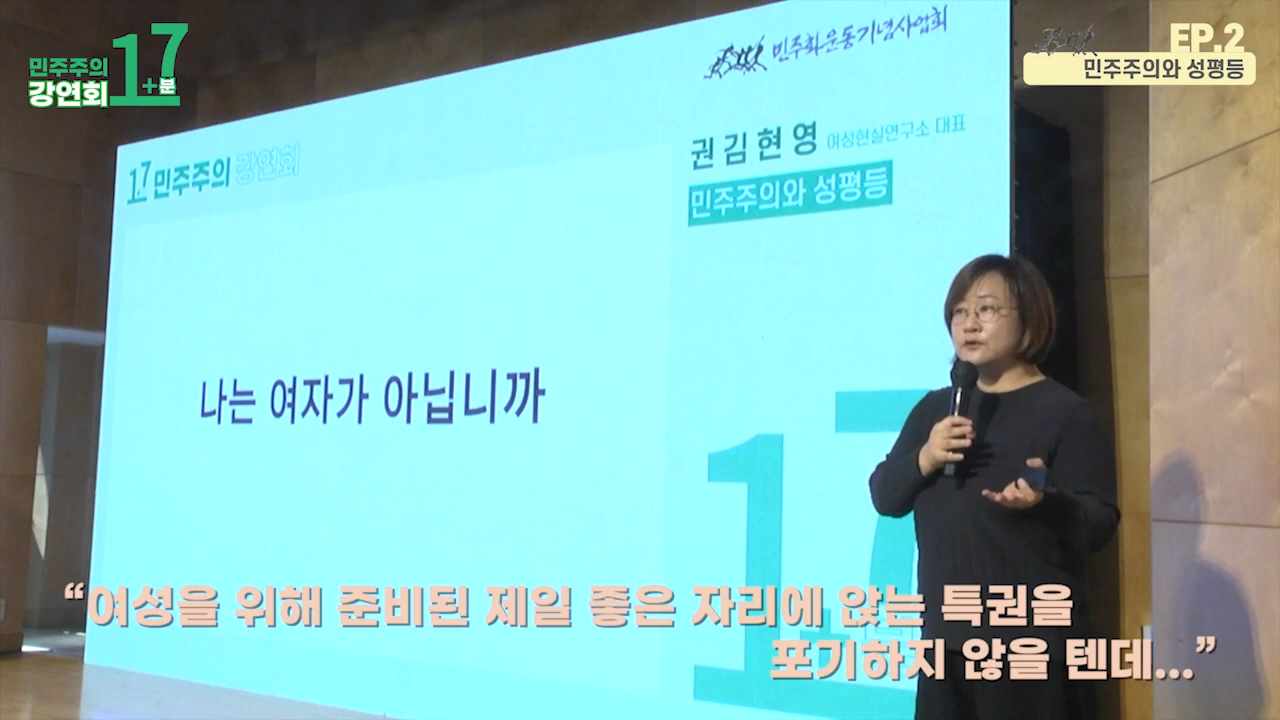 민주주의
강연회
17+분
EP.2
민주주의와 성평등
민주화운동기념사업회
17 민주주의 강연회
권김현영 여성현실연구소 대표
민주주의와 성평등
나는 여자가 아닙니까
17
“여성을 위해 준비된 제일 좋은 자리에 앉는 특권을
포기하지 않을 텐데...”